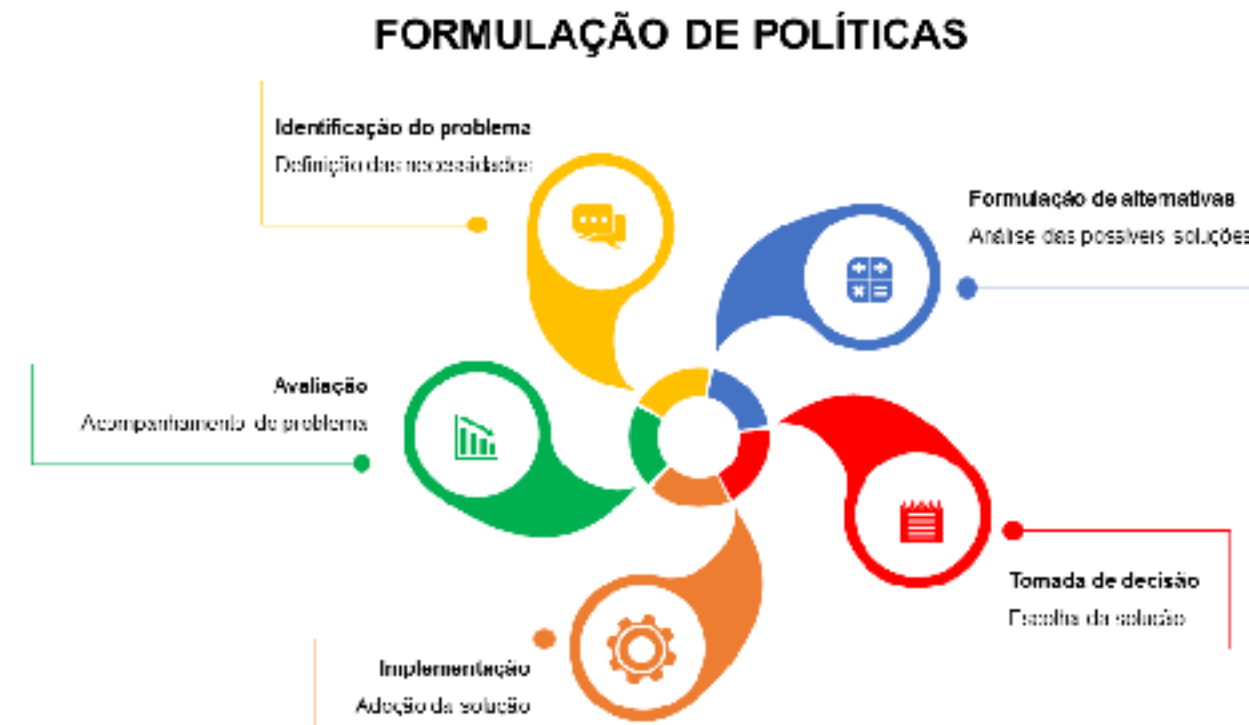 FORMULAÇÃO DE POLÍTICAS
Identificação do problema
Definição das necessidades
Formulação de alternativas
Análise das possíveis soluções
Avaliação
Acompanhamento do problema
Tomada de decisão
Escolha da solução
Implementação
Adoção da solução